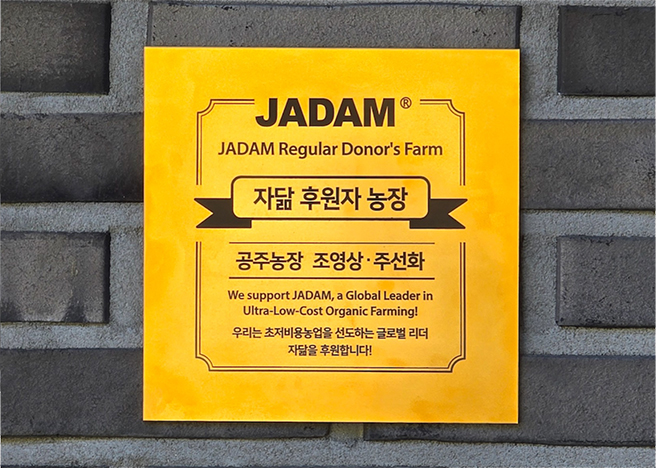 JADAM®
JADAM Regular Donor's Farm
자닮 후원자 농장
공주농장 조영상·주선화
We support JADAM, a Global Leader in
Ultra-Low-Cost Organic Farming!
우리는 초저비용농업을 선도하는 글로벌 리더
자닮을 후원합니다!